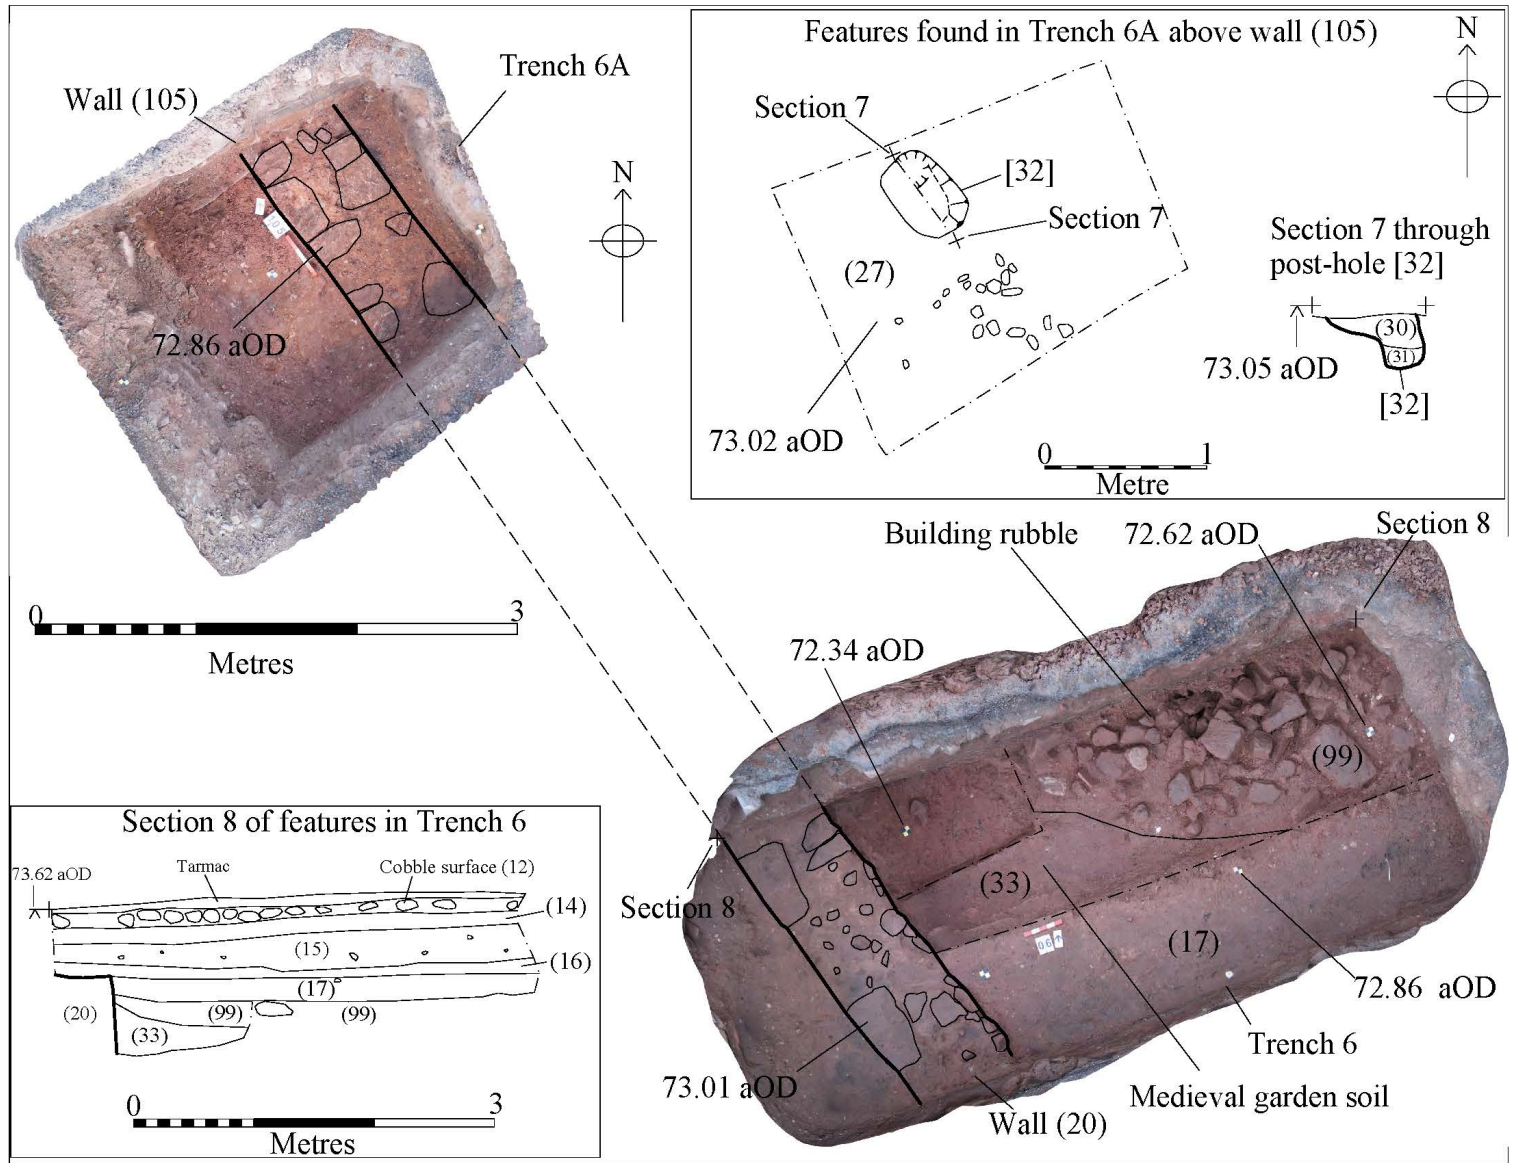 Wall (105)
Trench 6A
N
72.86 aOD
10.5
0 3
Metres
Features found in Trench 6A above wall (105)
N
Section 7
[32]
Section 7
(27)
73.02 aOD
Section 7 through
post-hole [32]
(30)
(31)
73.05 aOD
[32]
0 1
Metre
Building rubble
72.62 aOD
Section 8
72.34 aOD
(99)
(33)
(17)
Section 8
72.86 aOD
Trench 6
73.01 aOD
Medieval garden soil
Wall (20)
Section 8 of features in Trench 6
73.62 aOD
Tarmac
Cobble surface (12)
(14)
(15)
(16)
(17)
(20)
(33)
(99)
(99)
0 3
Metres